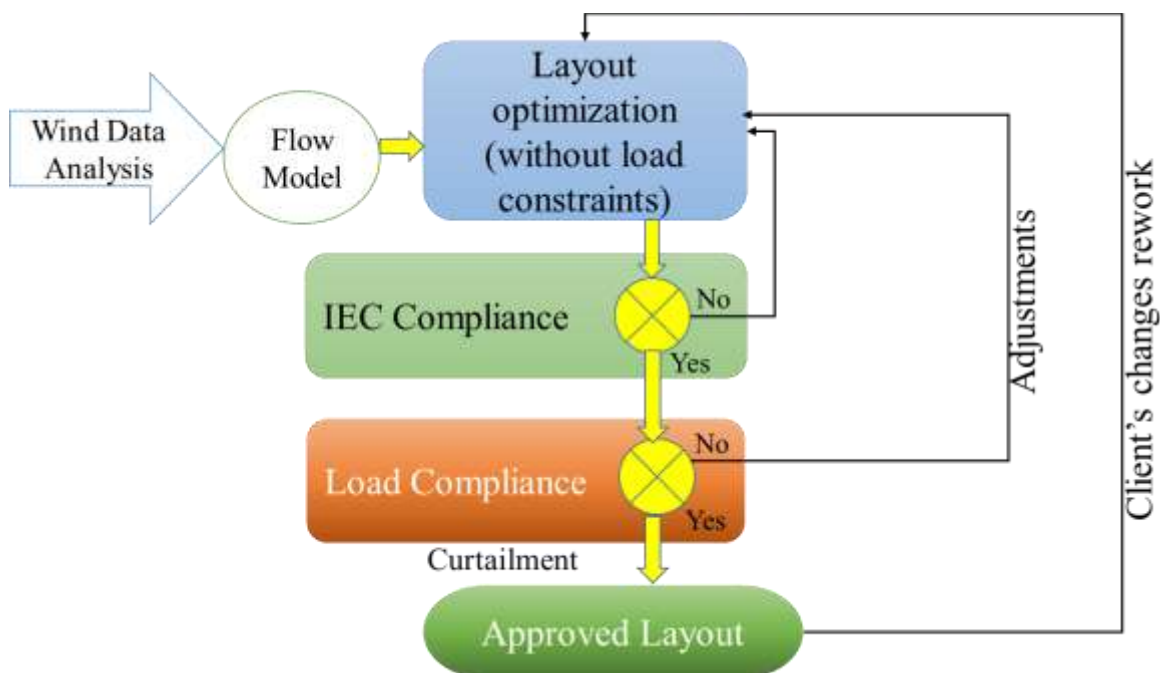 Wind Data
Analysis
Flow
Model
Layout
optimization
(without load
constraints)
IEC Compliance
No
Yes
Load Compliance
No
Yes
Curtailment
Approved Layout
Adjustments
Client's changes rework